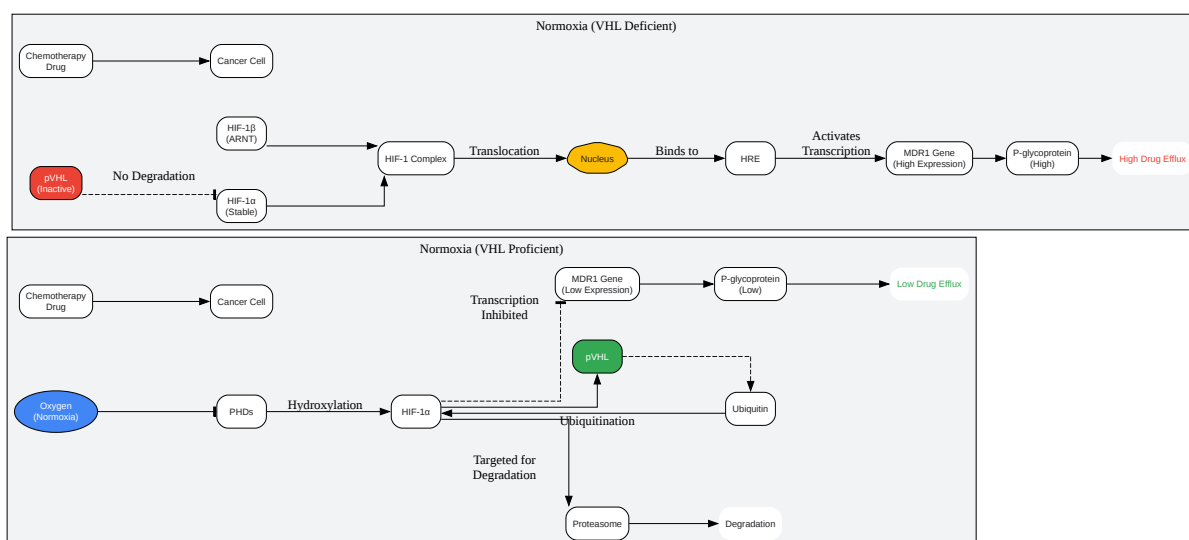 Normoxia (VHL Deficient)
Chemotherapy
Drug
Cancer Cell
HIF-1β
(ARNT)
pVHL
(Inactive)
No Degradation
HIF-1α
(Stable)
HIF-1 Complex
Translocation
Nucleus
Binds to
HRE
Activates
Transcription
MDR1 Gene
(High Expression)
P-glycoprotein
(High)
High Drug Efflux
Normoxia (VHL Proficient)
Chemotherapy
Drug
Cancer Cell
Transcription
Inhibited
MDR1 Gene
(Low Expression)
P-glycoprotein
(Low)
Low Drug Efflux
pVHL
Oxygen
(Normoxia)
PHDs
Hydroxylation
HIF-1α
Ubiquitination
Ubiquitin
Targeted for
Degradation
Proteasome
Degradation